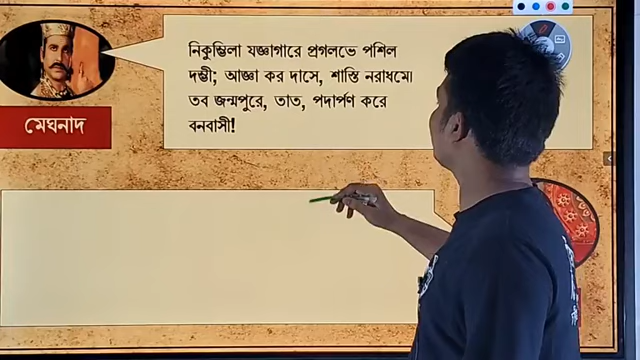 নিকুম্ভিলা যজ্ঞাগারে প্রগলভে পশিল
দম্ভী; আজ্ঞা কর দাসে, শাস্তি নরাধমে।
তব জন্মপুরে, তাত, পদার্পণ করে
বনবাসী!
মেঘনাদ